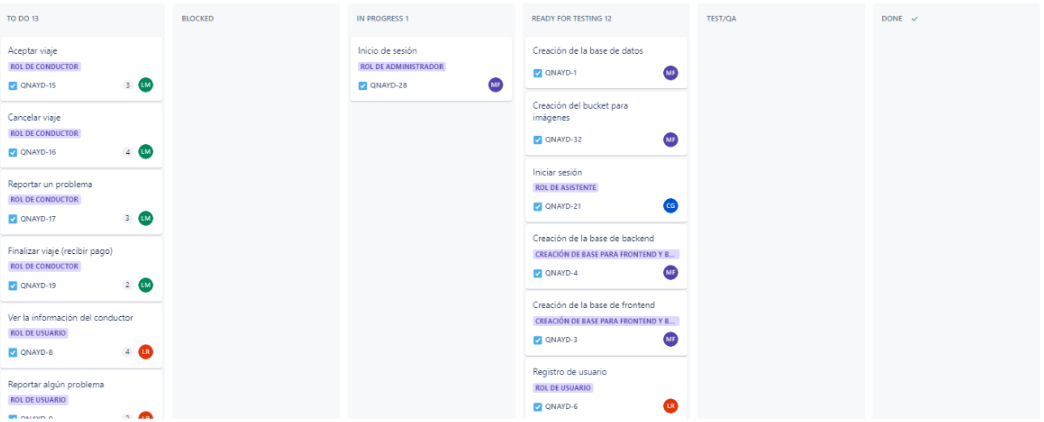 TO DO 13
Aceptar viaje
ROL DE CONDUCTOR
QNAYD-15 3 LM
Cancelar viaje
ROL DE CONDUCTOR
QNAYD-16 4 LM
Reportar un problema
ROL DE CONDUCTOR
QNAYD-17 3 LM
Finalizar viaje (recibir pago)
ROL DE CONDUCTOR
QNAYD-19 2 LM
Ver la información del conductor
ROL DE USUARIO
QNAYD-8 4 LR
Reportar algún problema
ROL DE USUARIO
BLOCKED
IN PROGRESS 1
Inicio de sesión
ROL DE ADMINISTRADOR
QNAYD-28 MF
READY FOR TESTING 12
Creación de la base de datos
QNAYD-1 MF
Creación del bucket para
imágenes
QNAYD-32 MF
Iniciar sesión
ROL DE ASISTENTE
QNAYD-21 CG
Creación de la base de backend
CREACIÓN DE BASE PARA FRONTEND Y B...
QNAYD-4 MF
Creación de la base de frontend
CREACIÓN DE BASE PARA FRONTEND Y B...
QNAYD-3 MF
Registro de usuario
ROL DE USUARIO
QNAYD-6 LR
TEST/QA
DONE